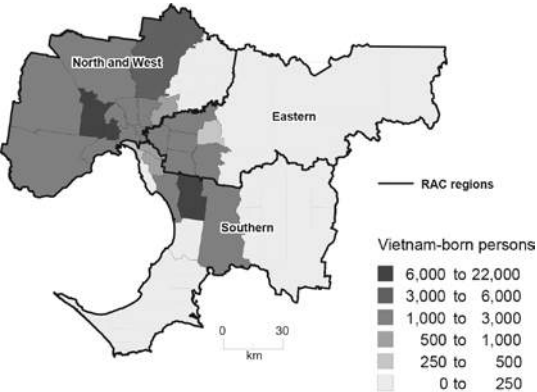 North and West
Eastern
RAC regions
Southern
Vietnam-born persons
6,000 to 22,000
3,000 to 6,000
1,000 to 3,000
500 to 1,000
250 to 500
0 to 250
0 30
km